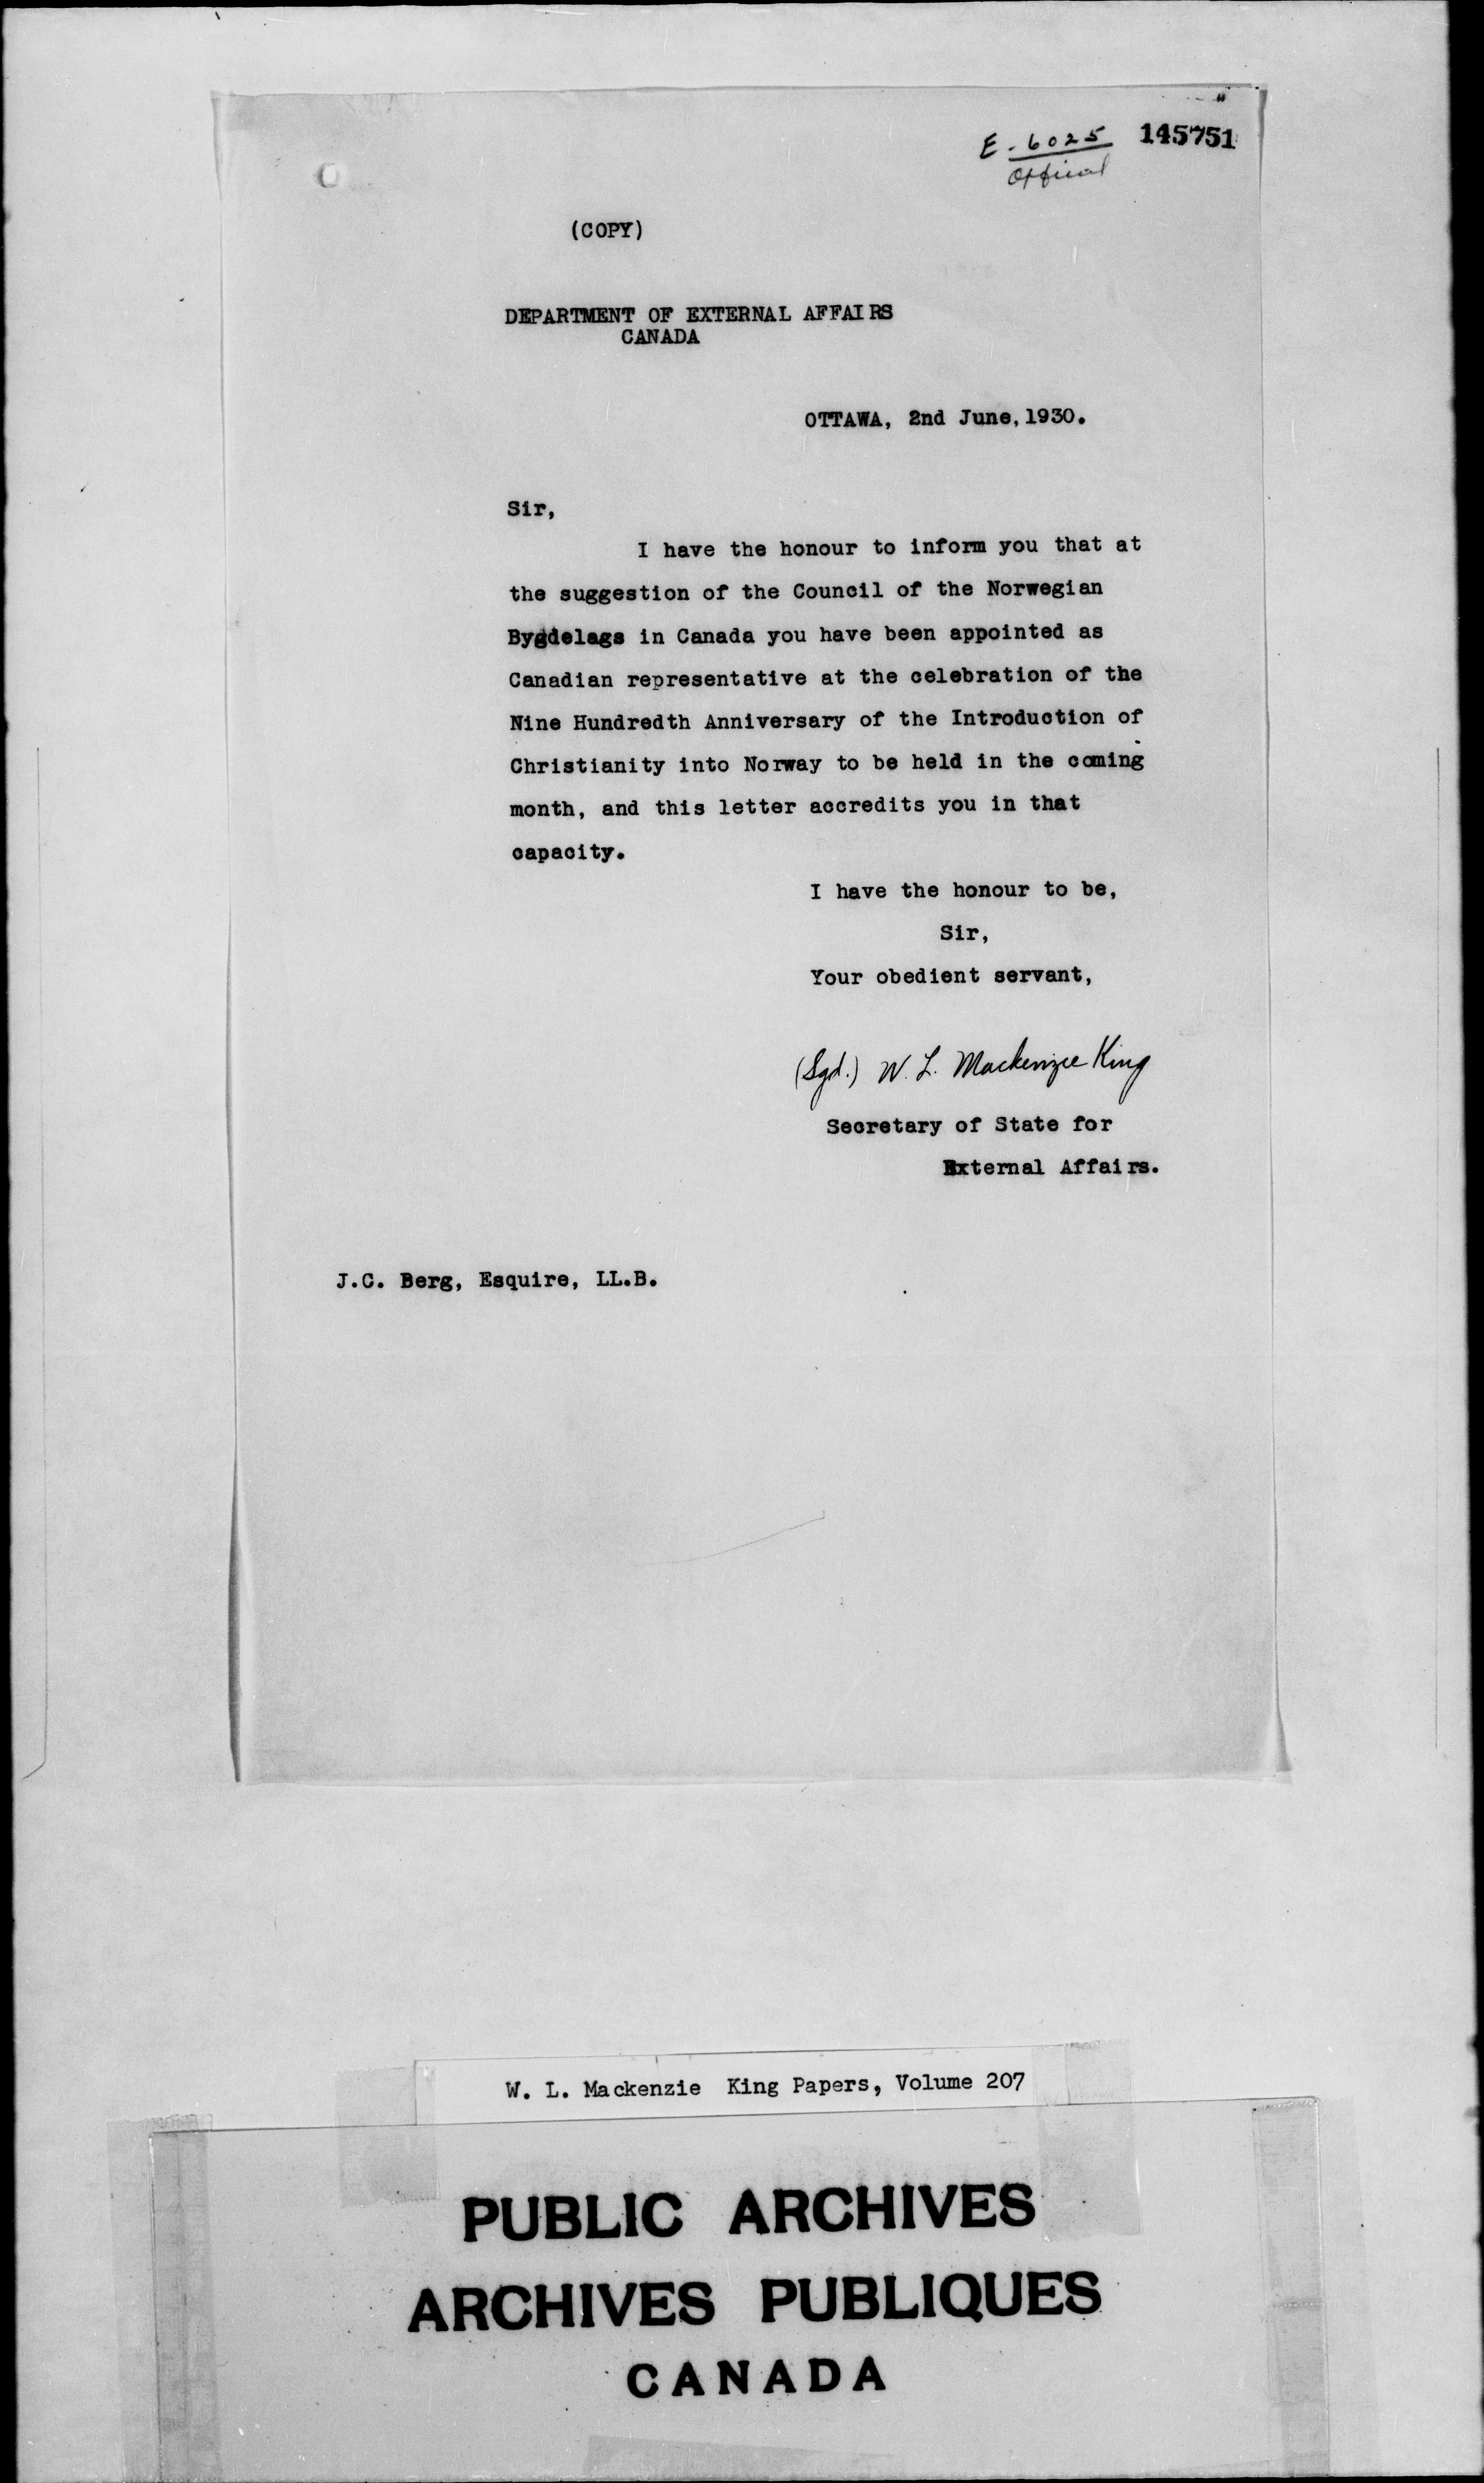 E-6025 145751
Official
(COPY)
DEPARTMENT OF EXTERNAL AFFAIRS
CANADA
OTTAWA, 2nd June, 1930.
Sir,
I have the honour to inform you that at
the suggestion of the Council of the Norwegian
Bygdelags in Canada you have been appointed as
Canadian representative at the celebration of the
Nine Hundredth Anniversary of the Introduction of
Christianity into Norway to be held in the coming
month, and this letter accredits you in that
capacity.
I have the honour to be,
Sir,
Your obedient servant,
(Sgd.) W. L. Mackenzie King
Secretary of State for
External Affairs.
J.C. Berg, Esquire, LL.B.
W. L. Mackenzie King Papers, Volume 207
PUBLIC ARCHIVES
ARCHIVES PUBLIQUES
CANADA